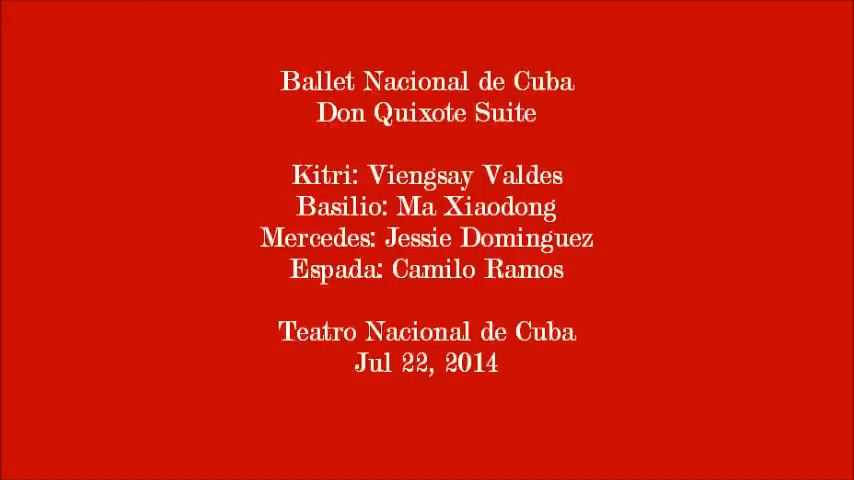 Ballet Nacional de Cuba
Don Quixote Suite
Kitri: Viengsay Valdes
Basilio: Ma Xiaodong
Mercedes: Jessie Dominguez
Espada: Camilo Ramos
Teatro Nacional de Cuba
Jul 22, 2014